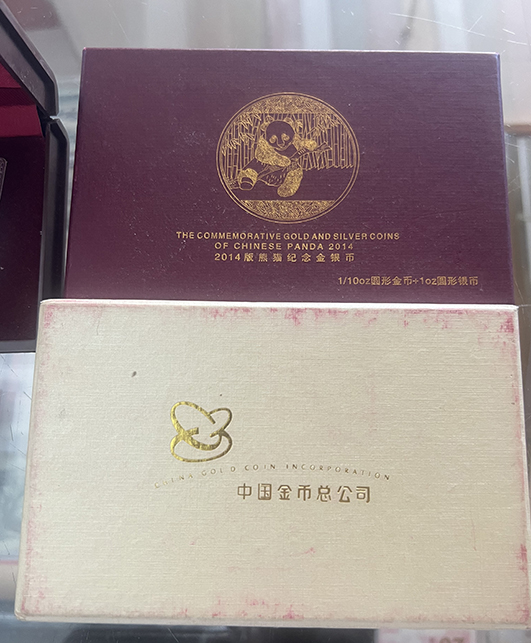 THE COMMEMORATIVE GOLD AND SILVER COINS
OF CHINESE PANDA 2014
2014版熊猫纪念金银币
1/10oz圆形金币+1oz圆形银币
CHINA GOLD COIN INCORPORATION
中国金币总公司